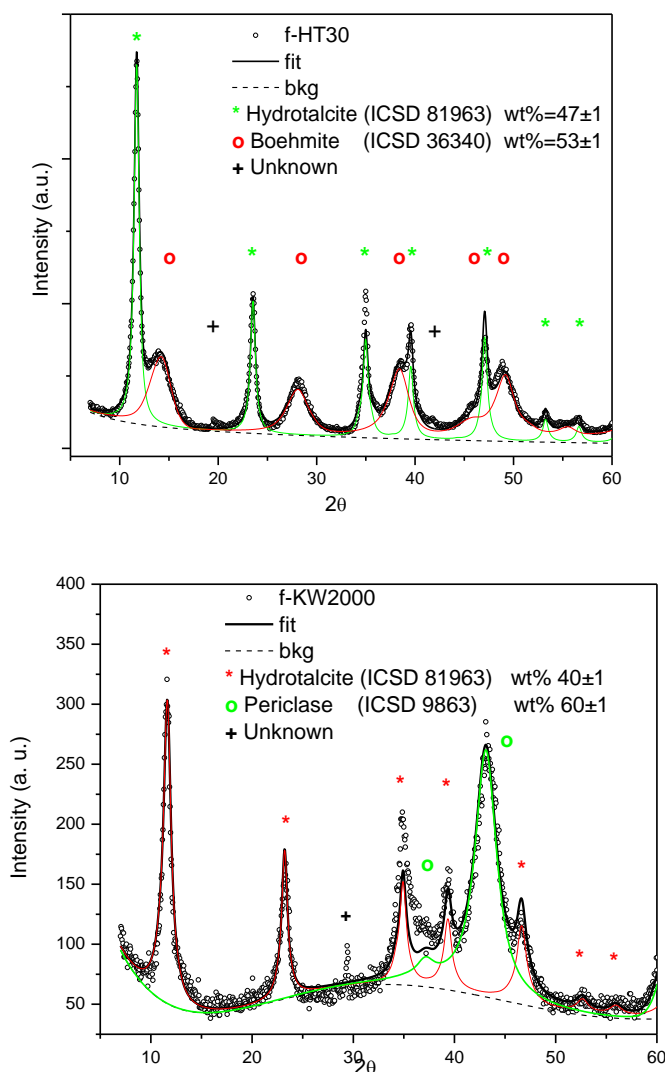 f-HT30
fit
bkg
* Hydrotalcite (ICSD 81963) wt%=47±1
o Boehmite (ICSD 36340) wt%=53±1
+ Unknown
Intensity (a.u.)
10 20 30 40 50 60
2θ
f-KW2000
fit
bkg
* Hydrotalcite (ICSD 81963) wt% 40±1
o Periclase (ICSD 9863) wt% 60±1
+ Unknown
Intensity (a. u.)
400
350
300
250
200
150
100
50
10 20 30 40 50 60
2θ